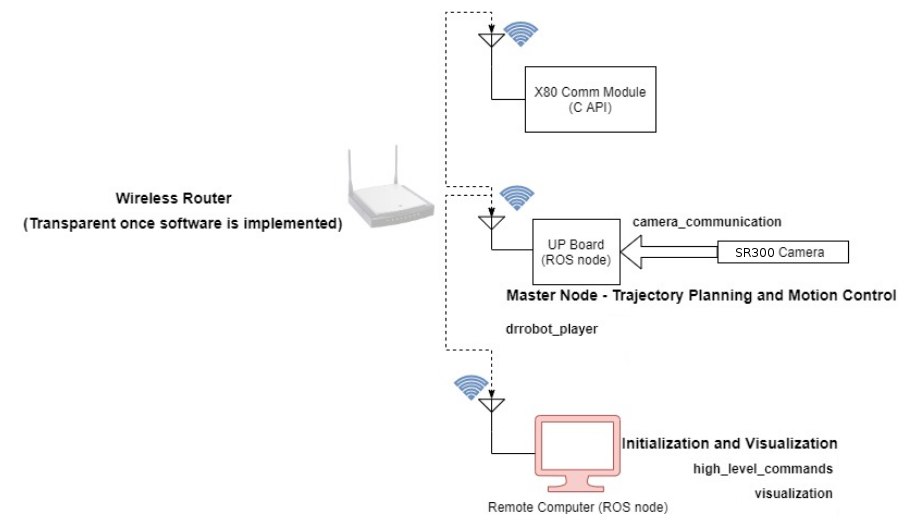 X80 Comm Module
(C API)
Wireless Router
(Transparent once software is implemented)
camera_communication
UP Board
(ROS node)
SR300 Camera
Master Node - Trajectory Planning and Motion Control
drrobot_player
Initialization and Visualization
high_level_commands
visualization
Remote Computer (ROS node)